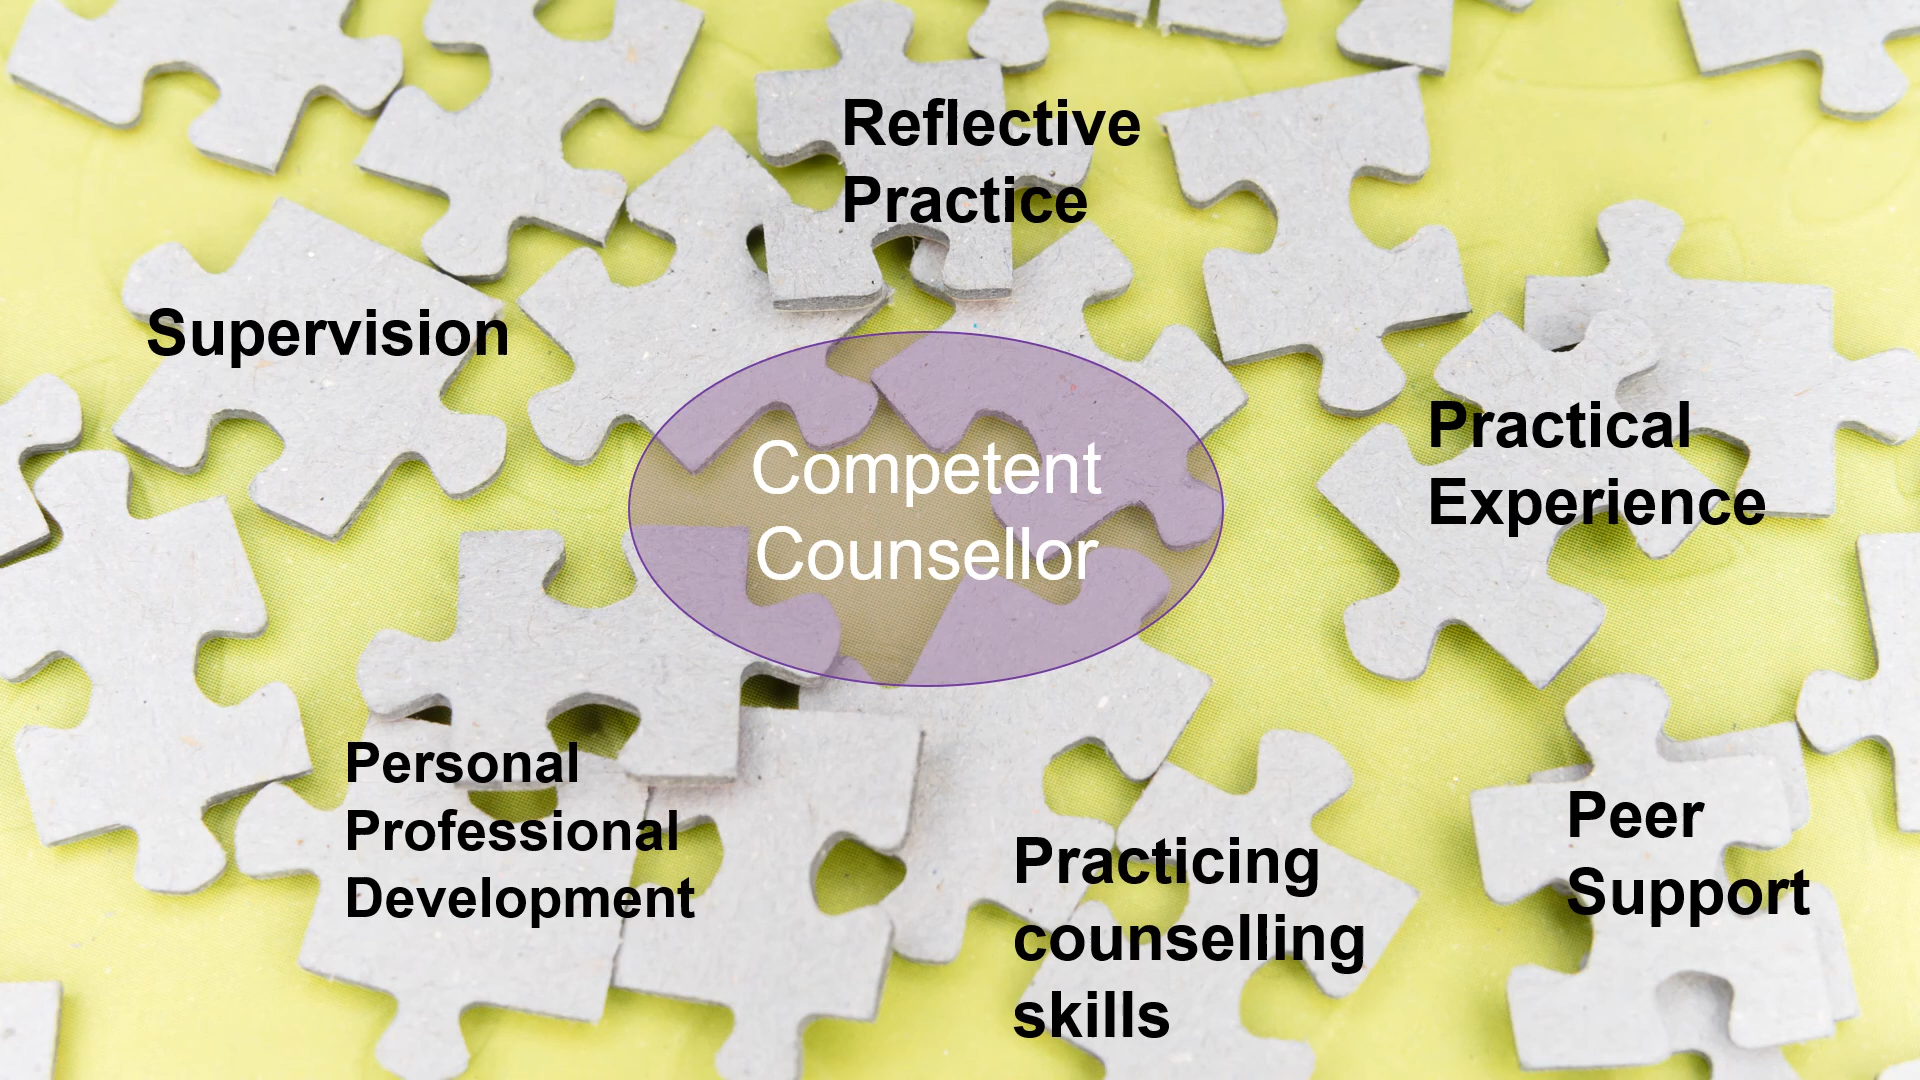 Reflective
Practice
Supervision
Practical
Experience
Competent
Counsellor
Personal
Professional
Development
Practicing
counselling
skills
Peer
Support